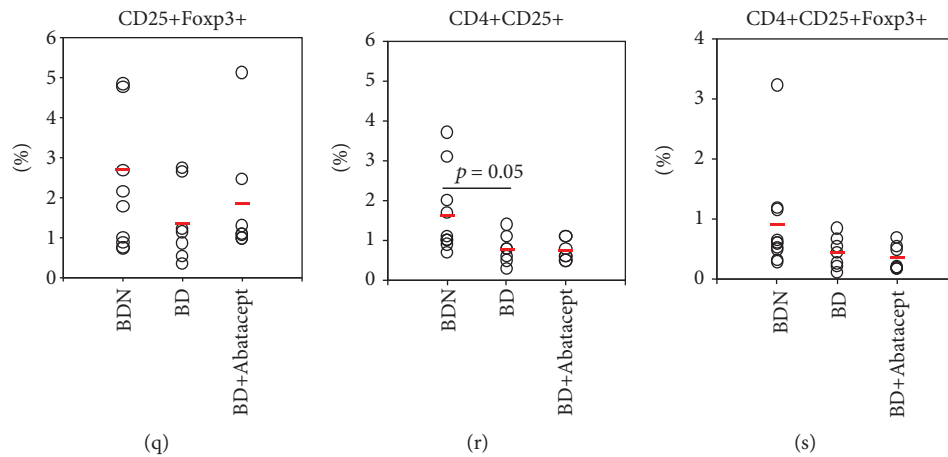 CD25+Foxp3+
6
5
4
3
2
1
0
(%)
BDN
BD
BD+Abatacept
(q)
CD4+CD25+
6
5
4
3
2
1
0
(%)
p = 0.05
BDN
BD
BD+Abatacept
(r)
CD4+CD25+Foxp3+
4
3
2
1
0
(%)
BDN
BD
BD+Abatacept
(s)